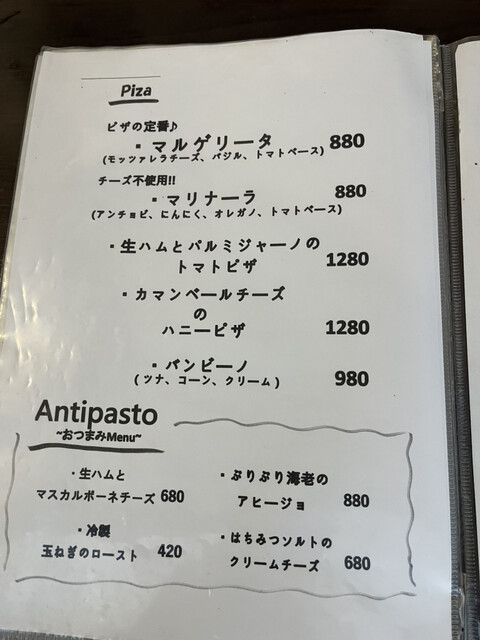 Piza
ピザの定番♪
・マルゲリータ 880
(モッツァレラチーズ、バジル、トマトベース)
チーズ不使用!!
・マリナーラ 880
(アンチョビ、にんにく、オレガノ、トマトベース)
・生ハムとパルミジャーノの
トマトピザ 1280
・カマンベールチーズ
の
ハニーピザ 1280
・バンビーノ
(ツナ、コーン、クリーム) 980
Antipasto
~おつまみMenu~
・生ハムと
マスカルポーネチーズ 680
・冷製
玉ねぎのロースト 420
・ぷりぷり海老の
アヒージョ 880
・はちみつソルトの
クリームチーズ 680